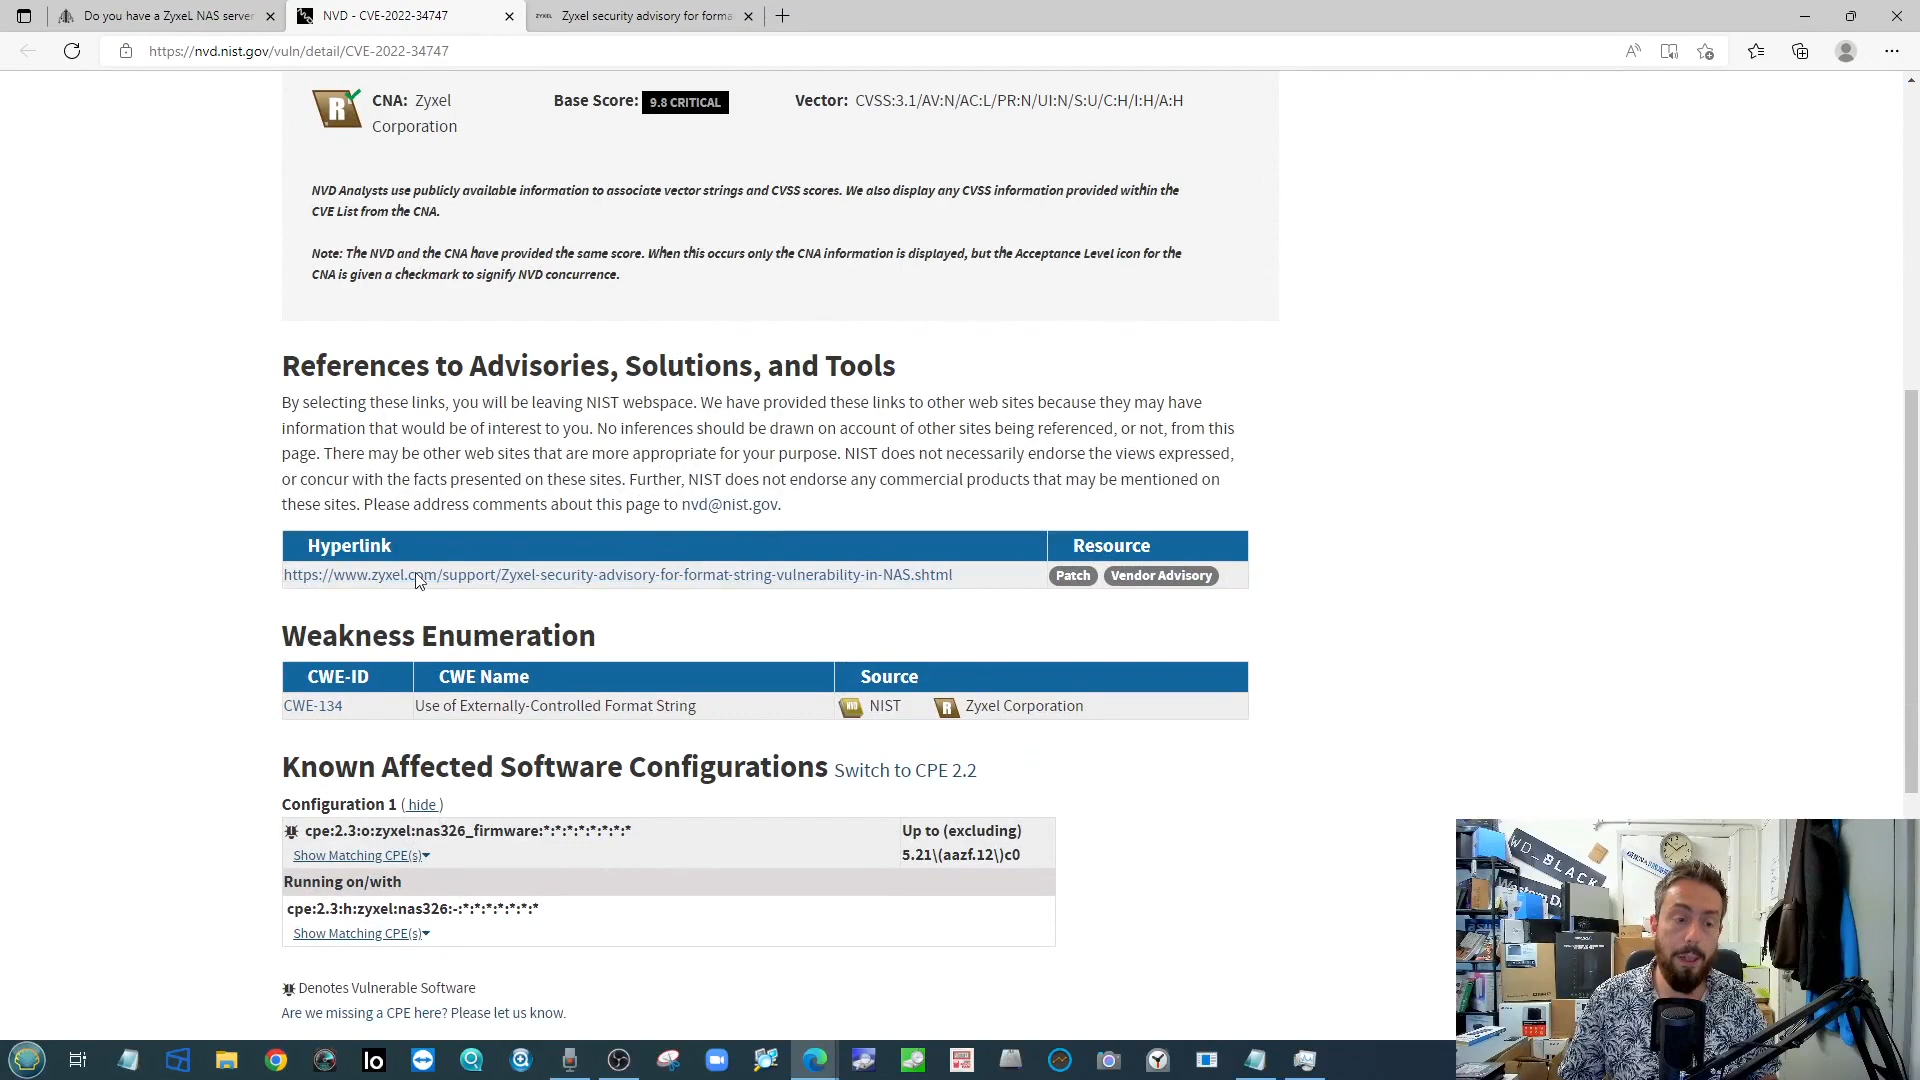 Do you have a ZyxeL NAS server
NVD - CVE-2022-34747
ZYXEL
Zyxel security advisory for forma
https://nvd.nist.gov/vuln/detail/CVE-2022-34747
CNA: Zyxel
Corporation
Base Score: 9.8 CRITICAL
Vector: CVSS:3.1/AV:N/AC:L/PR:N/UI:N/S:U/C:H/I:H/A:H
NVD Analysts use publicly available information to associate vector strings and CVSS scores. We also display any CVSS information provided within the
CVE List from the CNA.
Note: The NVD and the CNA have provided the same score. When this occurs only the CNA information is displayed, but the Acceptance Level icon for the
CNA is given a checkmark to signify NVD concurrence.
References to Advisories, Solutions, and Tools
By selecting these links, you will be leaving NIST webspace. We have provided these links to other web sites because they may have
information that would be of interest to you. No inferences should be drawn on account of other sites being referenced, or not, from this
page. There may be other web sites that are more appropriate for your purpose. NIST does not necessarily endorse the views expressed,
or concur with the facts presented on these sites. Further, NIST does not endorse any commercial products that may be mentioned on
these sites. Please address comments about this page to nvd@nist.gov.
Hyperlink Resource
https://www.zyxel.com/support/Zyxel-security-advisory-for-format-string-vulnerability-in-NAS.shtml Patch Vendor Advisory
Weakness Enumeration
CWE-ID CWE Name Source
CWE-134 Use of Externally-Controlled Format String NIST Zyxel Corporation
Known Affected Software Configurations Switch to CPE 2.2
Configuration 1 ( hide )
cpe:2.3:o:zyxel:nas326_firmware:*:*:*:*:*:*:*:* Up to (excluding)
Show Matching CPE(s) 5.21\(aazf.12\)c0
Running on/with
cpe:2.3:h:zyxel:nas326:-:*:*:*:*:*:*:*
Show Matching CPE(s)
Denotes Vulnerable Software
Are we missing a CPE here? Please let us know.
WD_BLACK
Io